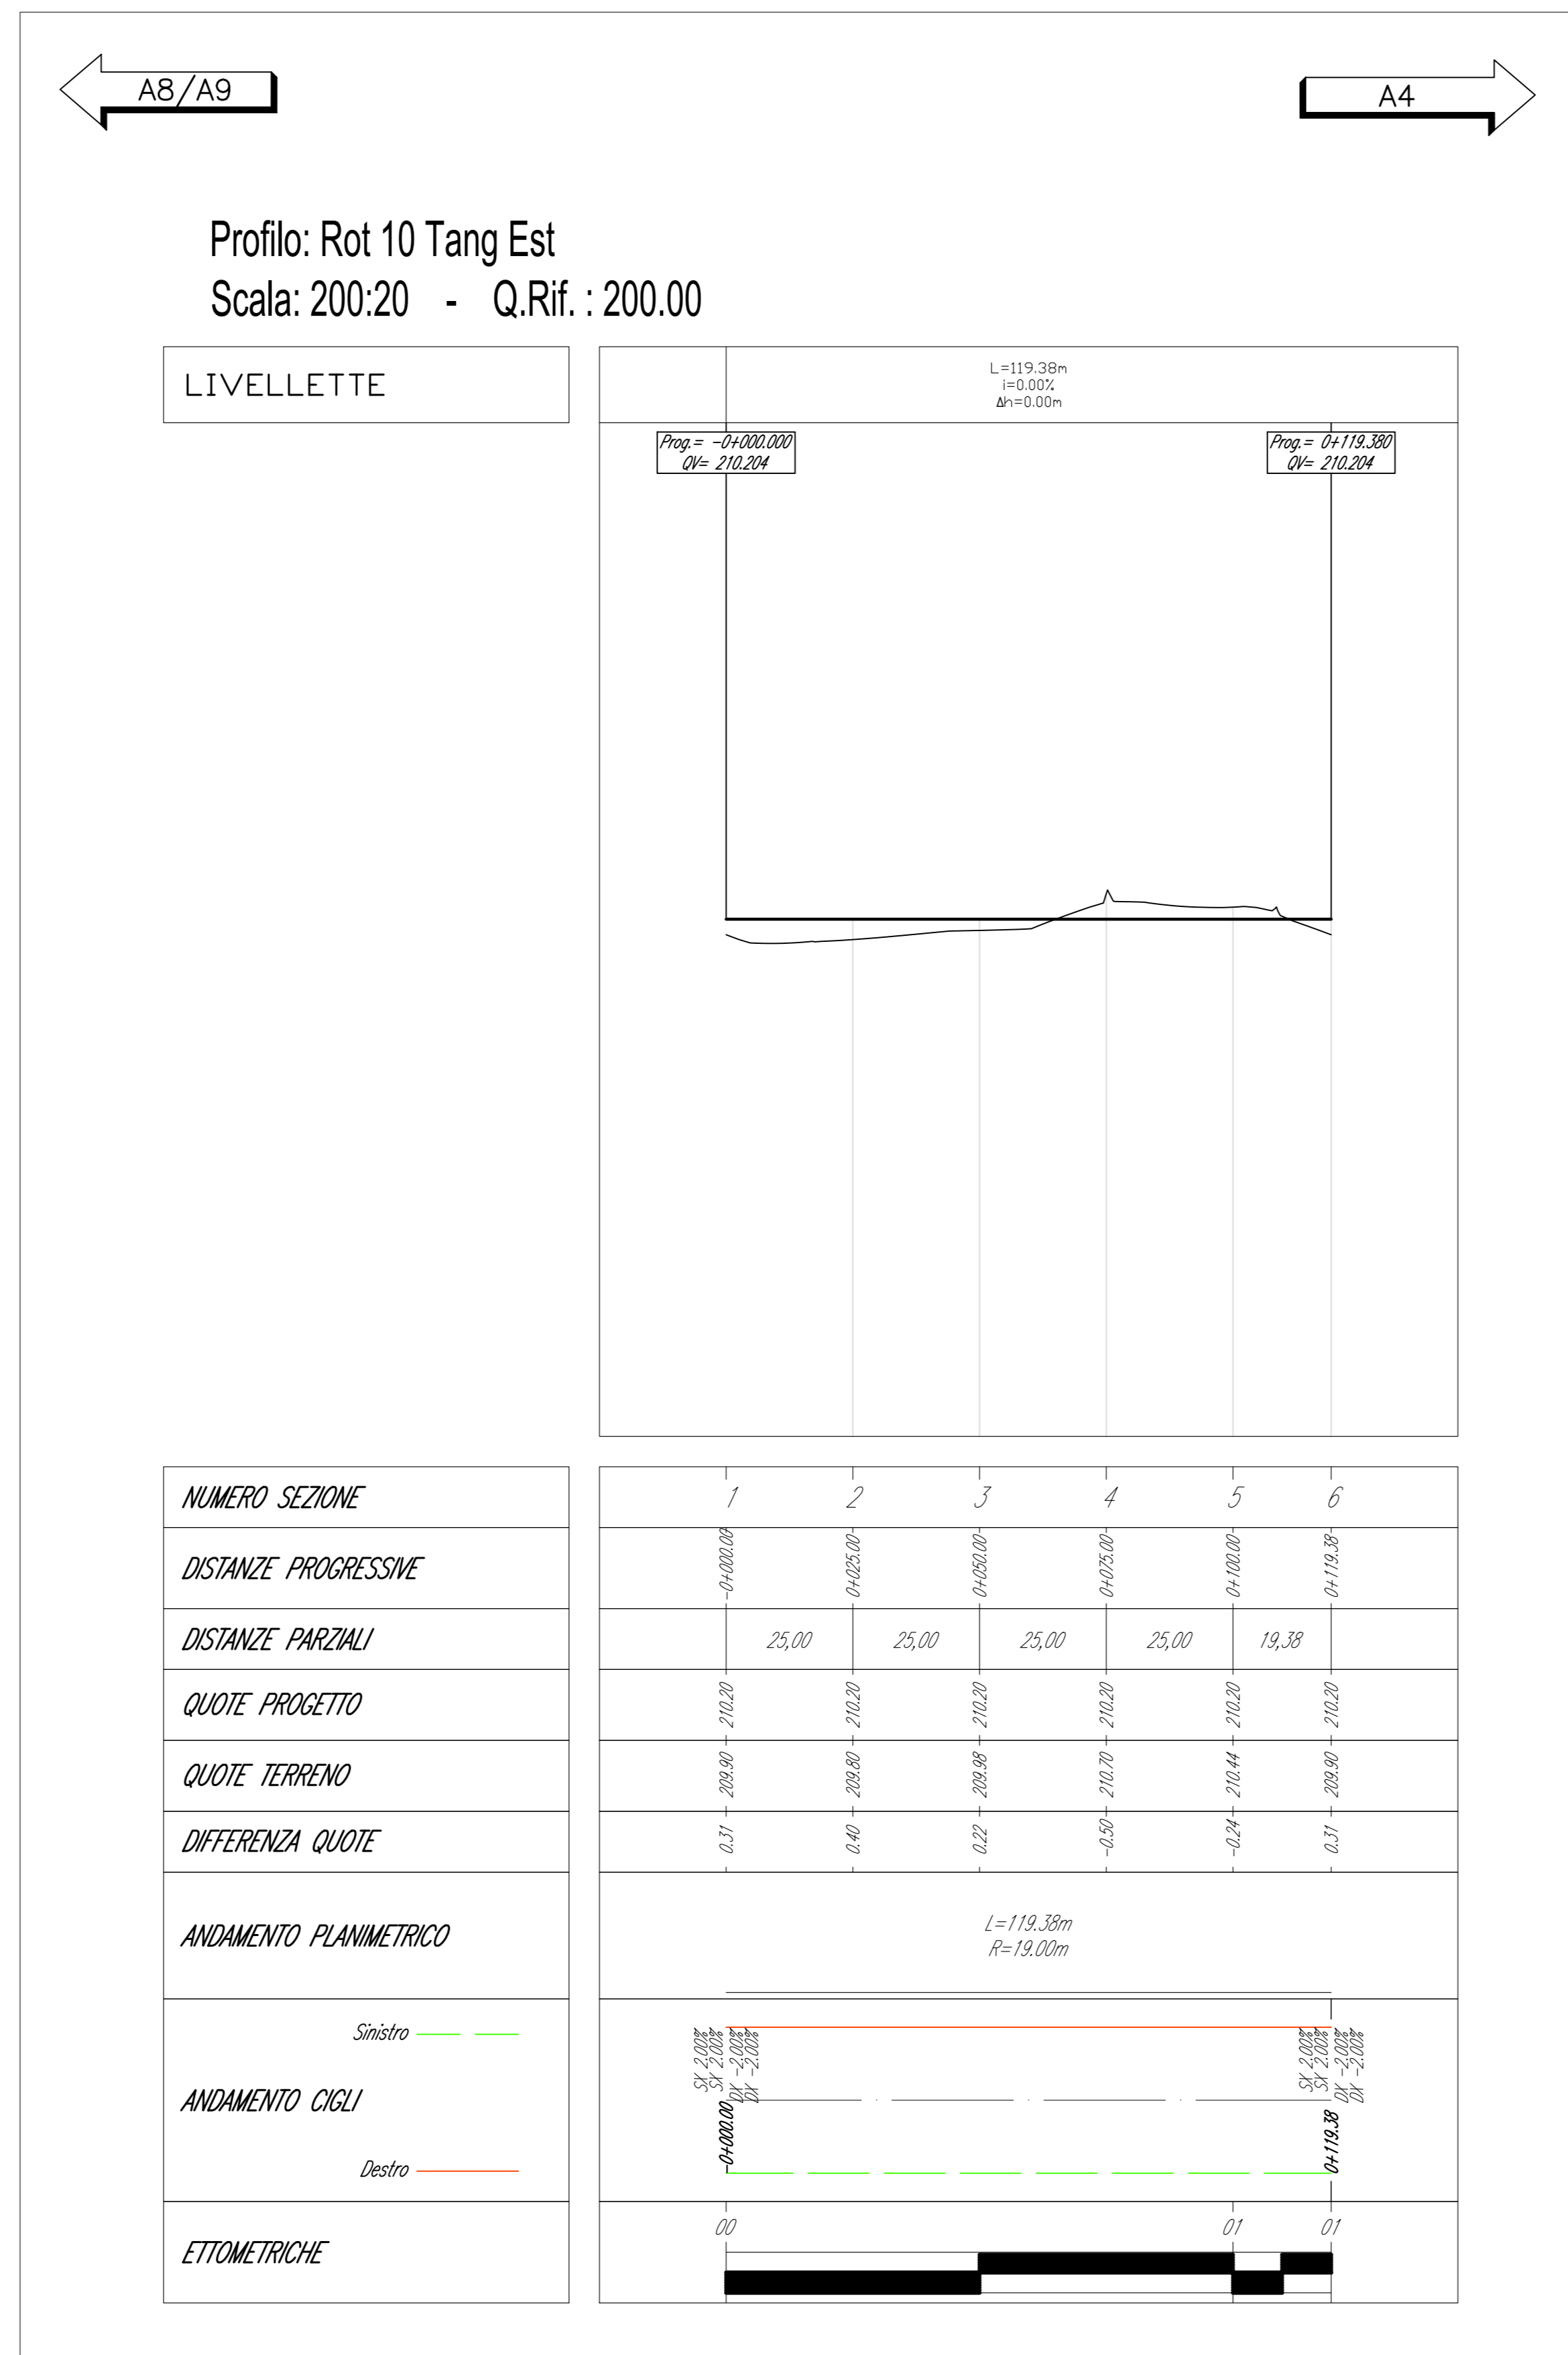 A8/A9
A4
Profilo: Rot 10 Tang Est
Scala: 200:20 - Q.Rif. : 200.00
LIVELLETTE
L=119.38m
i=0.00%
Δh=0.00m
Prog.= -0+000.000
QV= 210.204
Prog.= 0+119.380
QV= 210.204
NUMERO SEZIONE
1 2 3 4 5 6
DISTANZE PROGRESSIVE
-0+000.00 0+025.00 0+050.00 0+075.00 0+100.00 0+119.38
DISTANZE PARZIALI
25,00 25,00 25,00 25,00 19,38
QUOTE PROGETTO
210.20 210.20 210.20 210.20 210.20 210.20
QUOTE TERRENO
209.90 209.80 209.98 210.70 210.44 209.90
DIFFERENZA QUOTE
0.31 0.40 0.22 -0.50 -0.24 0.31
ANDAMENTO PLANIMETRICO
L=119.38m
R=19.00m
Sinistro
ANDAMENTO CIGLI
Destro
SX 2.00%
SX 2.00%
DX -2.00%
DX -2.00%
-0+000.00
SX 2.00%
SX 2.00%
DX -2.00%
DX -2.00%
0+119.38
ETTOMETRICHE
00 01 01